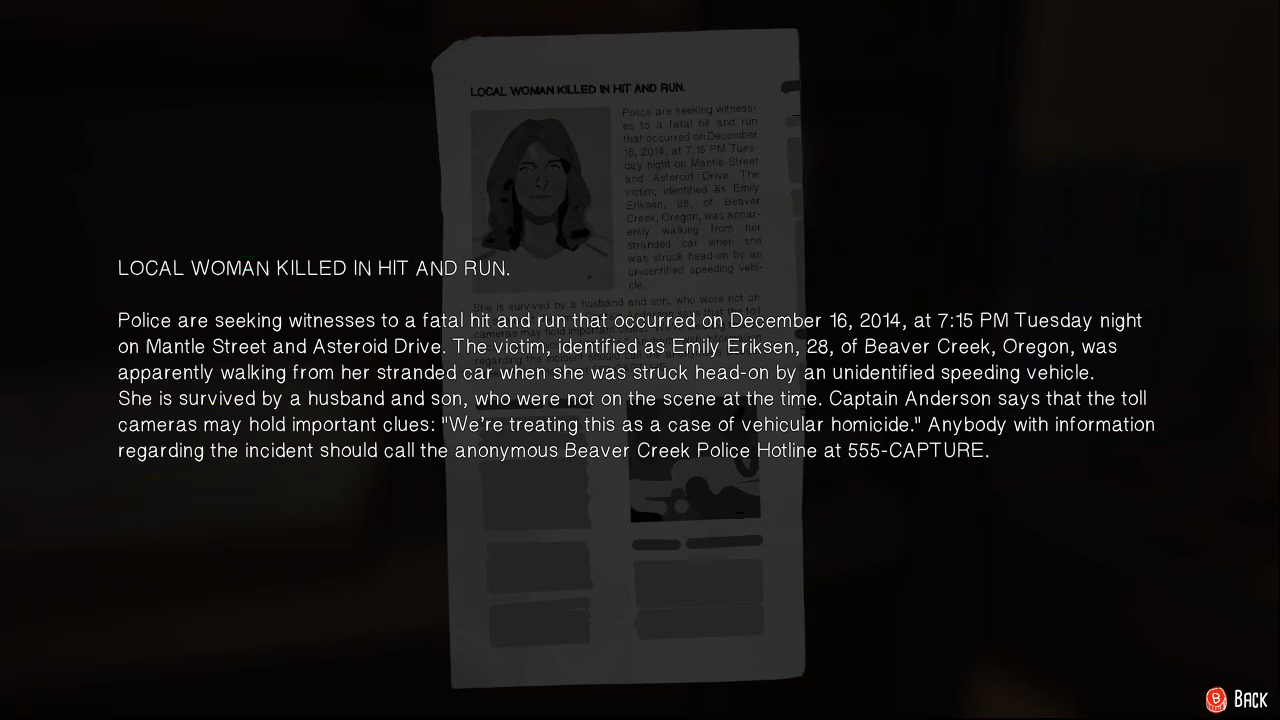 LOCAL WOMAN KILLED IN HIT AND RUN.
Police are seeking witness-
es to a fatal hit and run
that occurred on December
16, 2014, at 7:15 PM Tues-
day night on Mantle Street
and Asteroid Drive. The
victim, identified as Emily
Eriksen, 28, of Beaver
Creek, Oregon, was appar-
ently walking from her
stranded car when she
was struck head-on by an
unidentified speeding vehi-
cle.
She is survived by a husband and son, who were not on
LOCAL WOMAN KILLED IN HIT AND RUN.
Police are seeking witnesses to a fatal hit and run that occurred on December 16, 2014, at 7:15 PM Tuesday night
on Mantle Street and Asteroid Drive. The victim, identified as Emily Eriksen, 28, of Beaver Creek, Oregon, was
apparently walking from her stranded car when she was struck head-on by an unidentified speeding vehicle.
She is survived by a husband and son, who were not on the scene at the time. Captain Anderson says that the toll
cameras may hold important clues: "We're treating this as a case of vehicular homicide." Anybody with information
regarding the incident should call the anonymous Beaver Creek Police Hotline at 555-CAPTURE.
B BACK